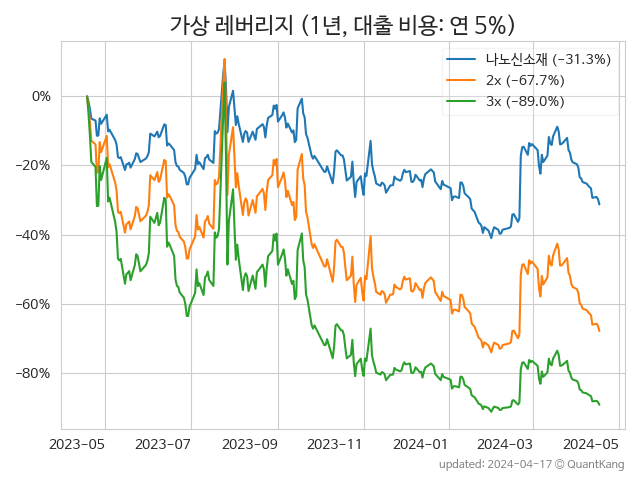 가상 레버리지 (1년, 대출 비용: 연 5%)
나노신소재 (−31.3%)
2x (−67.7%)
3x (−89.0%)
0%
−20%
−40%
−60%
−80%
2023-05 2023-07 2023-09 2023-11 2024-01 2024-03 2024-05
updated: 2024-04-17 © QuantKang